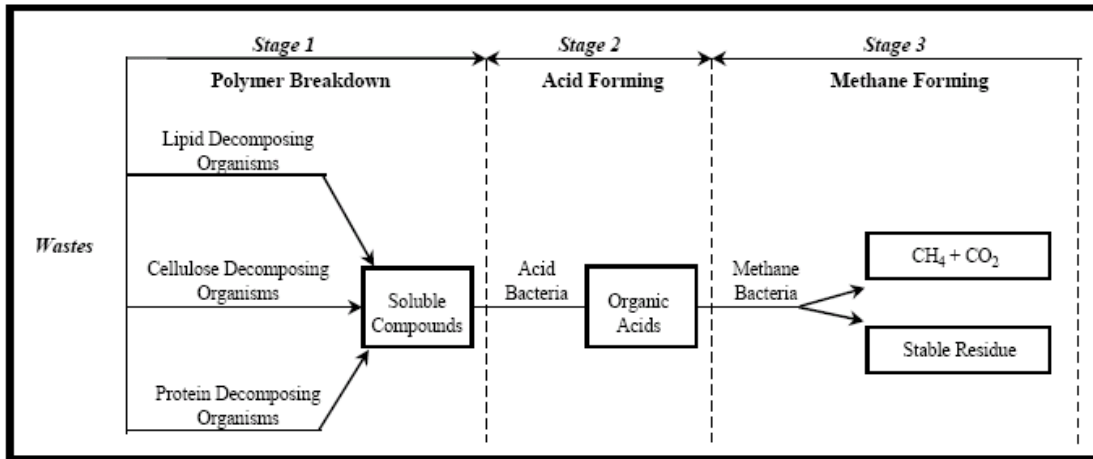 Stage 1
Stage 2
Stage 3
Polymer Breakdown
Acid Forming
Methane Forming
Lipid Decomposing
Organisms
Wastes
Cellulose Decomposing
Organisms
Soluble
Compounds
Acid
Bacteria
Organic
Acids
Methane
Bacteria
CH₄ + CO₂
Stable Residue
Protein Decomposing
Organisms